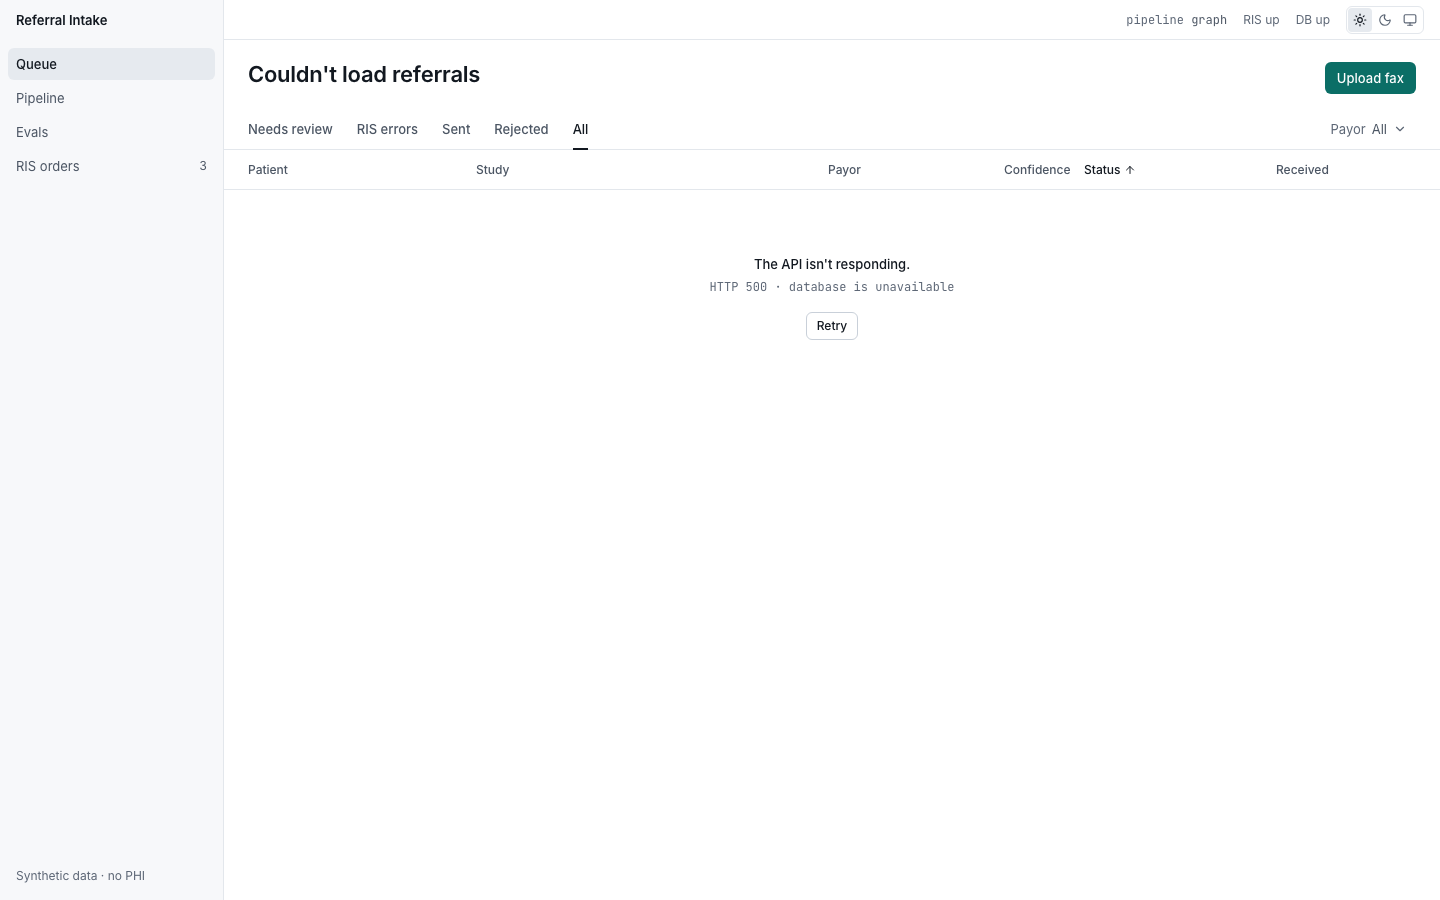 Referral Intake
pipeline graph RIS up DB up
Queue
Pipeline
Evals
RIS orders 3
Couldn't load referrals
Upload fax
Needs review RIS errors Sent Rejected All
Payor All
Patient Study Payor Confidence Status ↑ Received
The API isn't responding.
HTTP 500 · database is unavailable
Retry
Synthetic data · no PHI